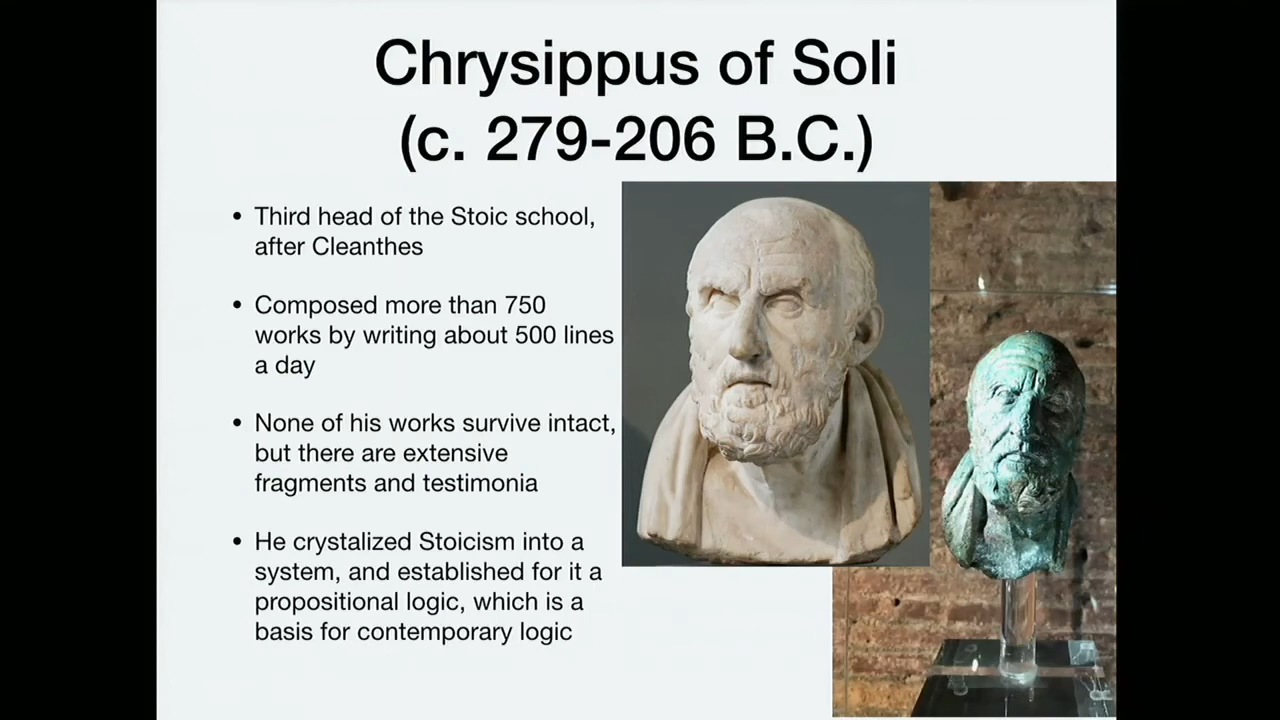 Chrysippus of Soli
(c. 279-206 B.C.)
• Third head of the Stoic school,
after Cleanthes
• Composed more than 750
works by writing about 500 lines
a day
• None of his works survive intact,
but there are extensive
fragments and testimonia
• He crystalized Stoicism into a
system, and established for it a
propositional logic, which is a
basis for contemporary logic